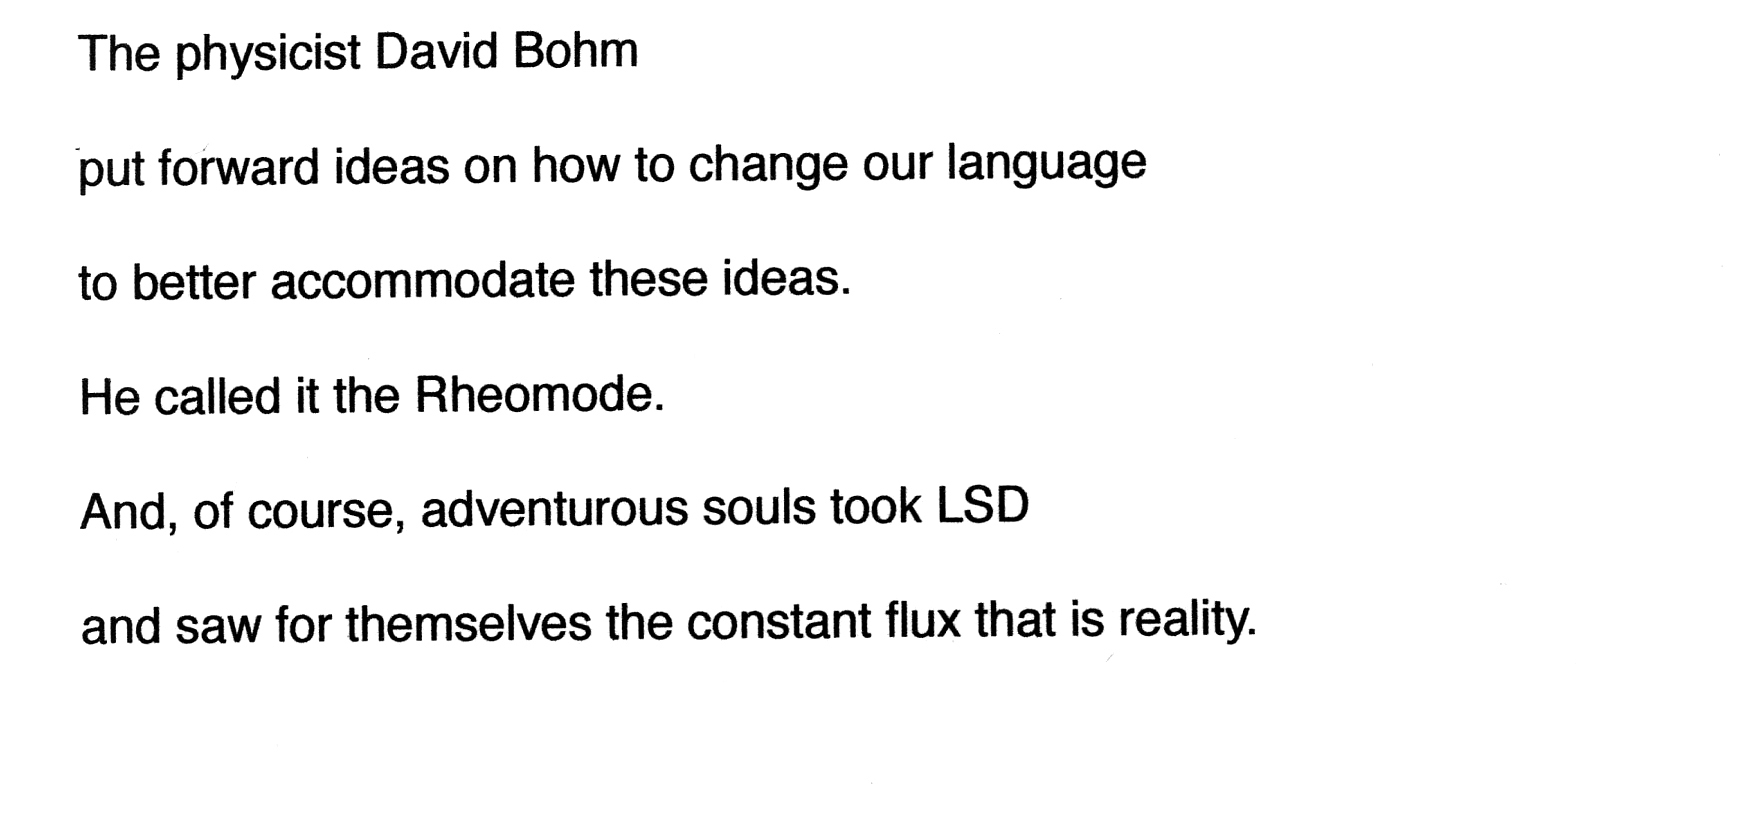 The physicist David Bohm
put forward ideas on how to change our language
to better accommodate these ideas.
He called it the Rheomode.
And, of course, adventurous souls took LSD
and saw for themselves the constant flux that is reality.